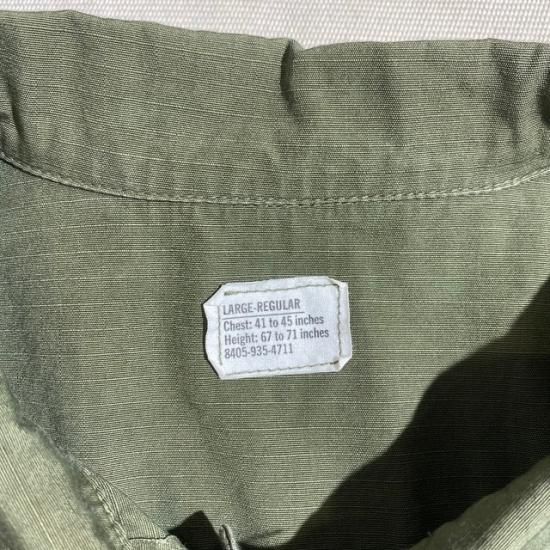 LARGE-REGULAR
Chest: 41 to 45 inches
Height: 67 to 71 inches
8405-935-4711